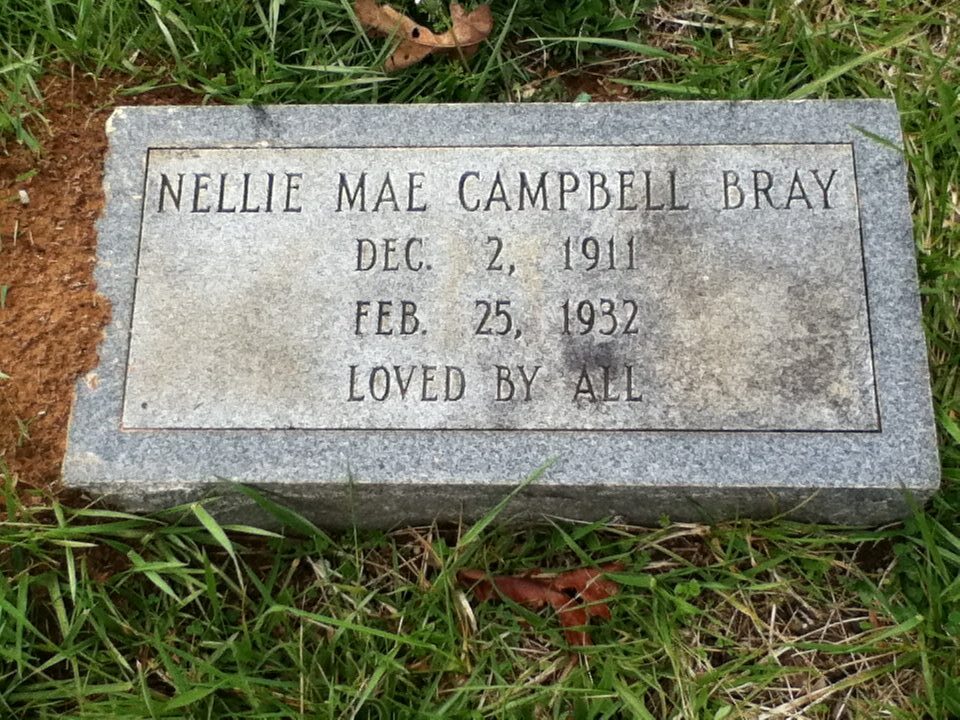 NELLIE MAE CAMPBELL BRAY
DEC. 2, 1911
FEB. 25, 1932
LOVED BY ALL